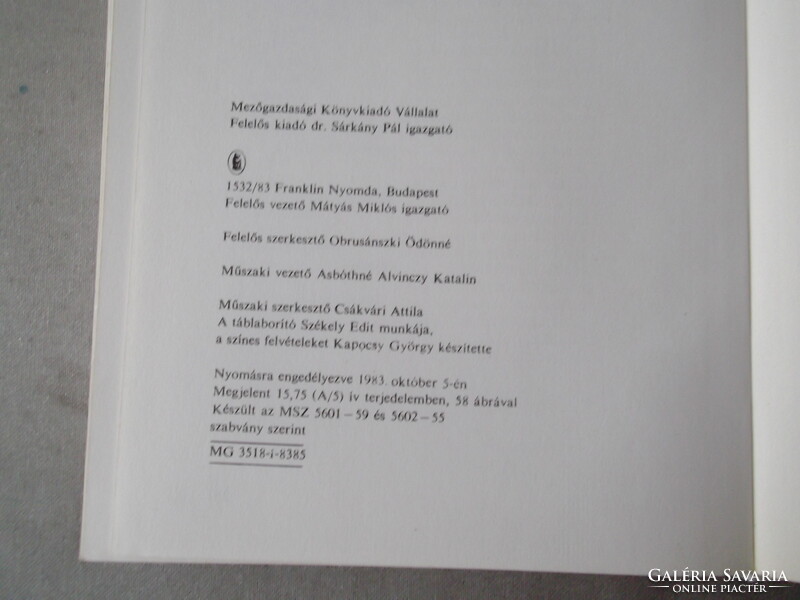 Mezőgazdasági Könyvkiadó Vállalat
Felelős kiadó dr. Sárkány Pál igazgató
1532/83 Franklin Nyomda, Budapest
Felelős vezető Mátyás Miklós igazgató
Felelős szerkesztő Obrusánszki Ödönné
Műszaki vezető Asbóthné Alvinczy Katalin
Műszaki szerkesztő Csákvári Attila
A táblaborító Székely Edit munkája,
a színes felvételeket Kapocsy György készítette
Nyomásra engedélyezve 1983. október 5-én
Megjelent 15,75 (A/5) ív terjedelemben, 58 ábrával
Készült az MSZ 5601–59 és 5602–55
szabvány szerint
MG 3518-i-8385
GALÉRIA SAVARIA
ONLINE PIACTÉR